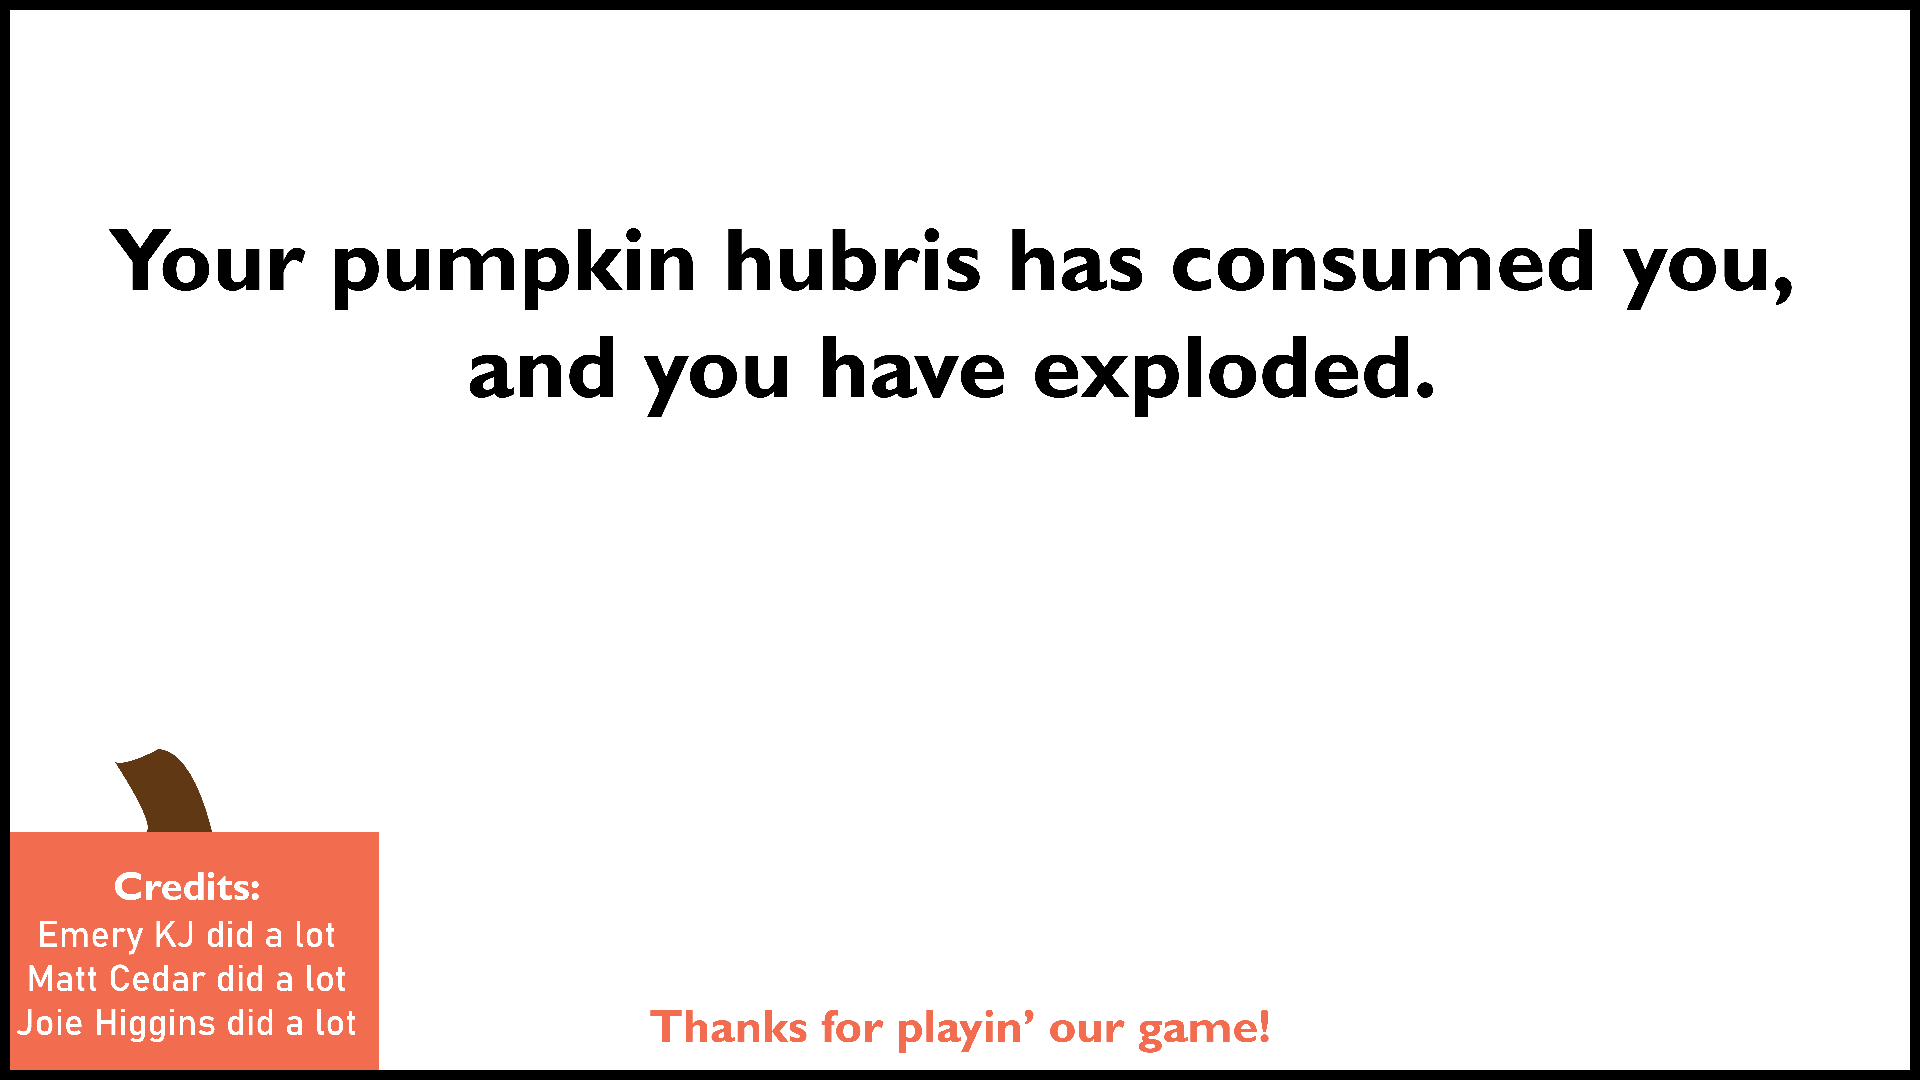 Your pumpkin hubris has consumed you,
and you have exploded.
Credits:
Emery KJ did a lot
Matt Cedar did a lot
Joie Higgins did a lot
Thanks for playin’ our game!